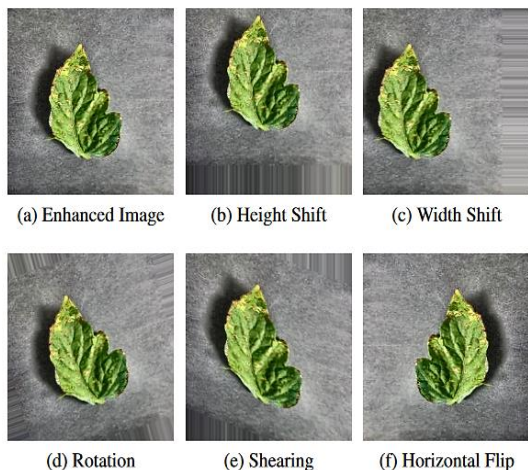 (a) Enhanced Image
(b) Height Shift
(c) Width Shift
(d) Rotation
(e) Shearing
(f) Horizontal Flip